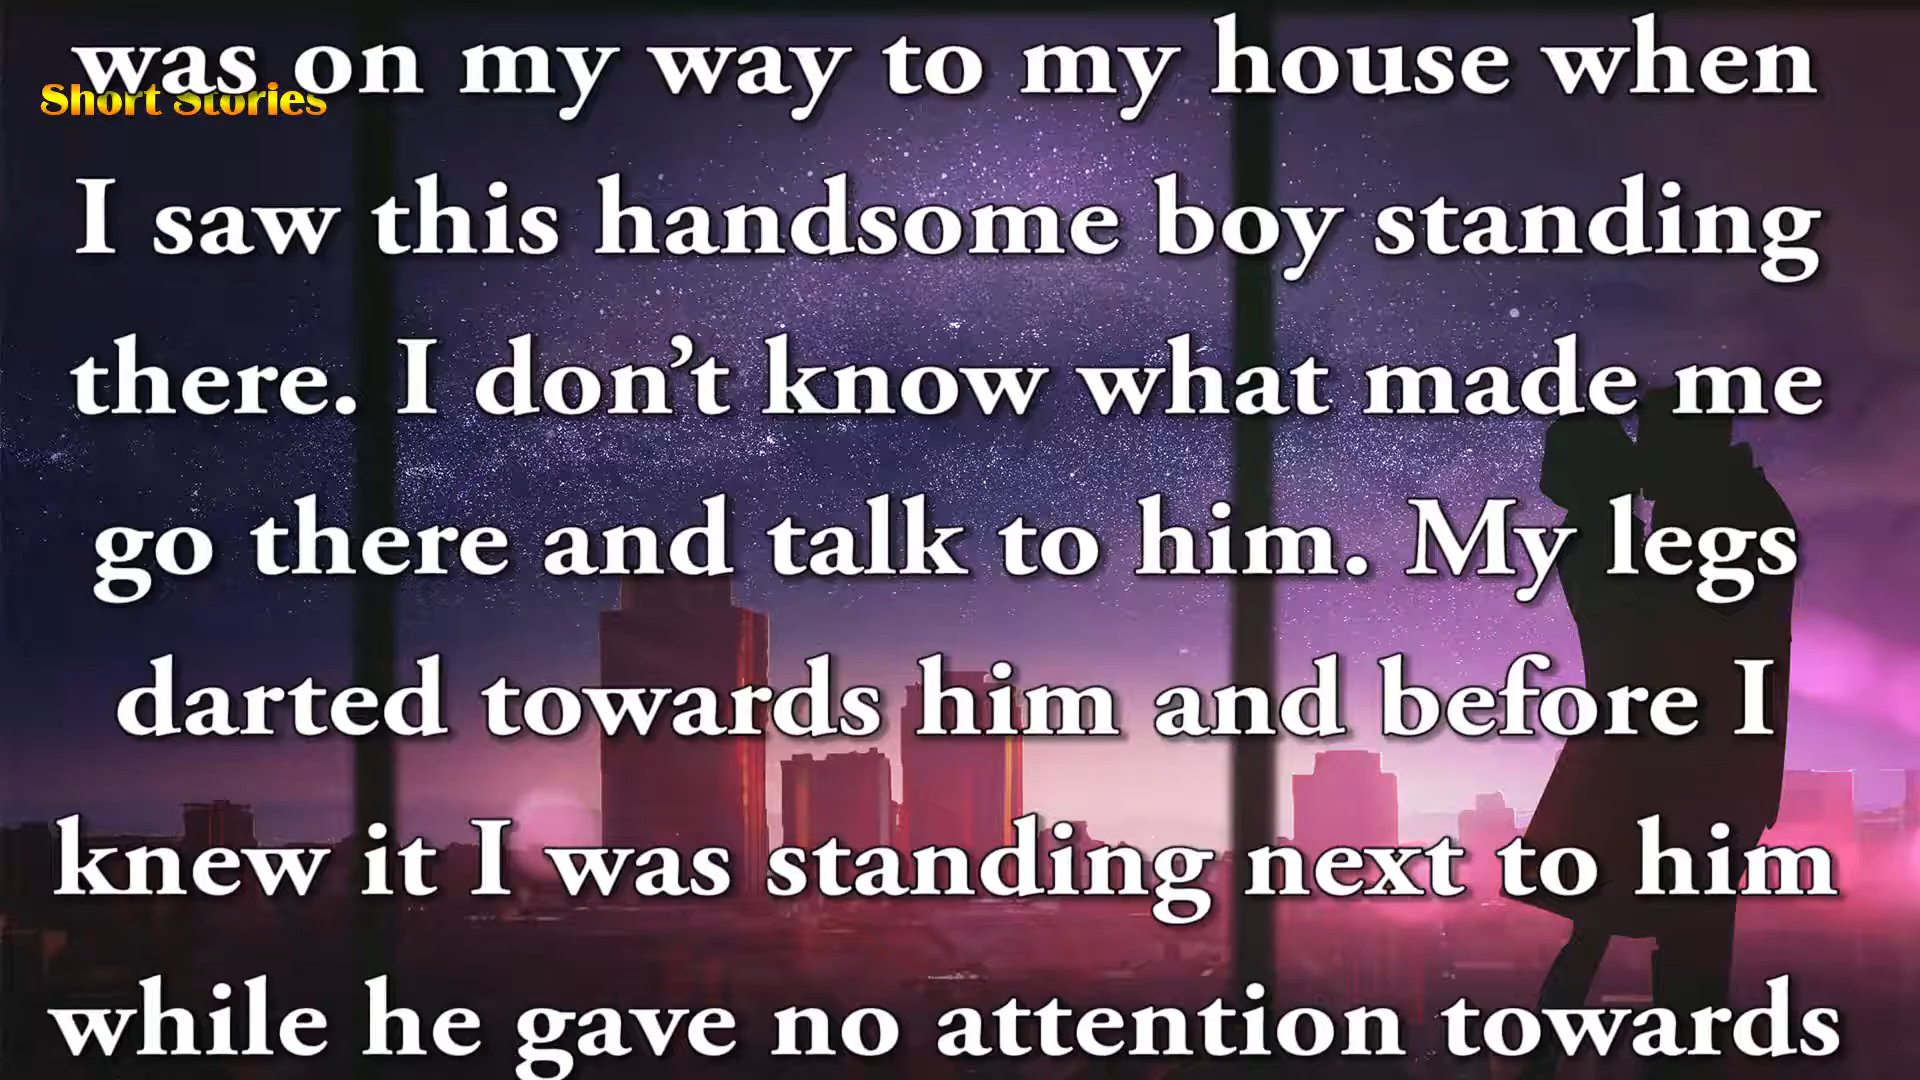 was on my way to my house when
Short Stories
I saw this handsome boy standing
there. I don’t know what made me
go there and talk to him. My legs
darted towards him and before I
knew it I was standing next to him
while he gave no attention towards